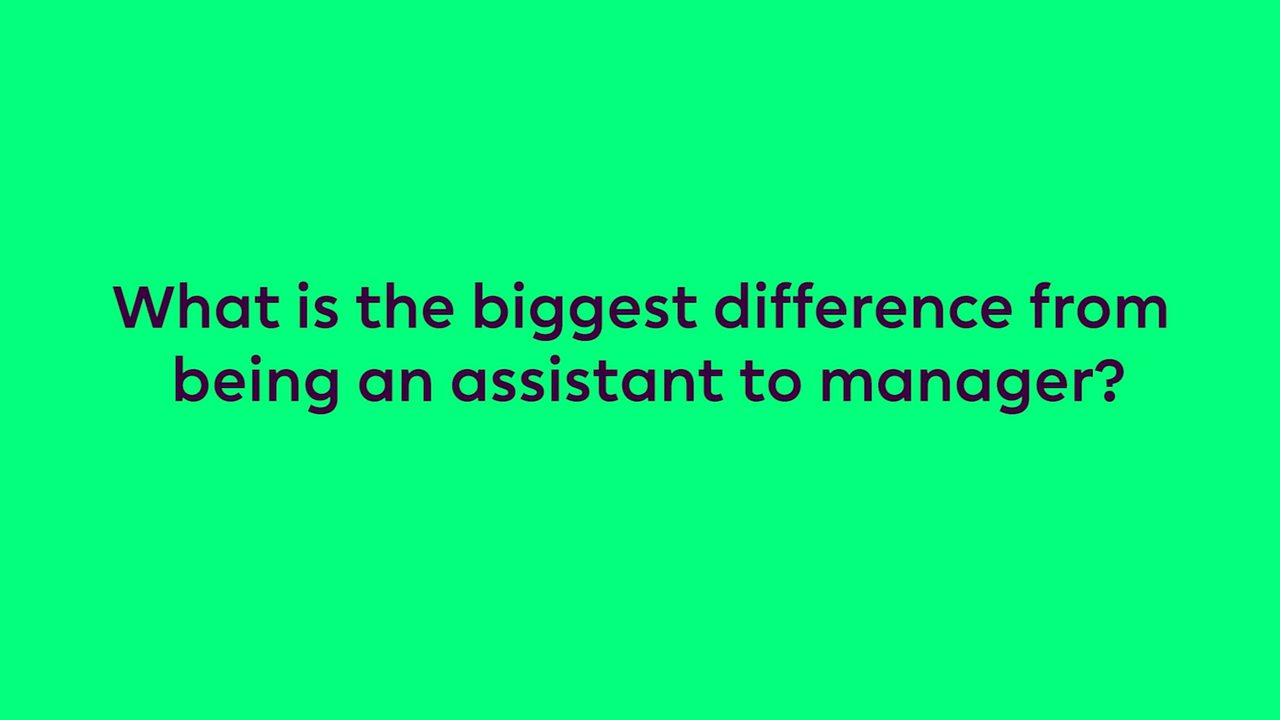 What is the biggest difference from
being an assistant to manager?